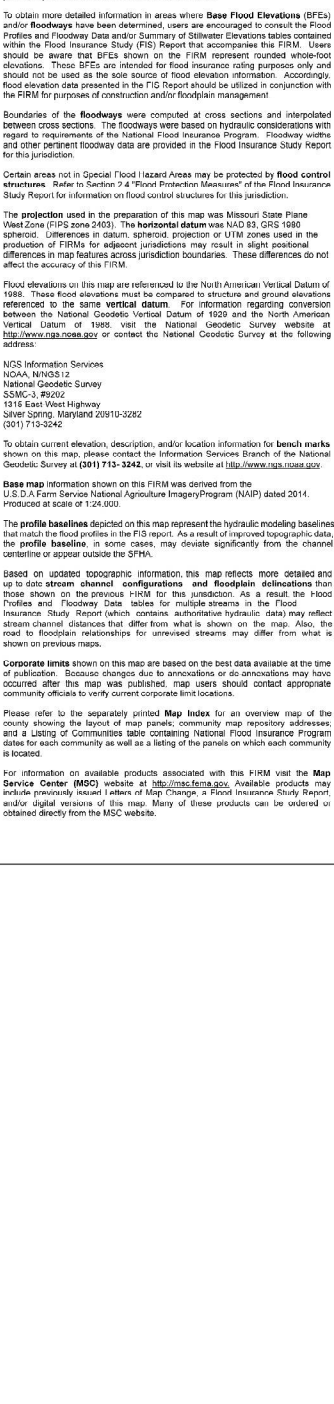 To obtain more detailed information in areas where Base Flood Elevations (BFEs)
and/or floodways have been determined, users are encouraged to consult the Flood
Profiles and Floodway Data and/or Summary of Stillwater Elevations tables contained
within the Flood Insurance Study (FIS) Report that accompanies this FIRM. Users
should be aware that BFEs shown on the FIRM represent rounded whole-foot
elevations. These BFEs are intended for flood insurance rating purposes only and
should not be used as the sole source of flood elevation information. Accordingly,
flood elevation data presented in the FIS Report should be utilized in conjunction with
the FIRM for purposes of construction and/or floodplain management
Boundaries of the floodways were computed at cross sections and interpolated
between cross sections. The floodways were based on hydraulic considerations with
regard to requirements of the National Flood Insurance Program. Floodway widths
and other pertinent floodway data are provided in the Flood Insurance Study Report
for this jurisdiction.
Certain areas not in Special Flood Hazard Areas may be protected by flood control
structures. Refer to Section 2.4 "Flood Protection Measures" of the Flood Insurance
Study Report for information on flood control structures for this jurisdiction.
The projection used in the preparation of this map was Missouri State Plane
West Zone (FIPS zone 2403). The horizontal datum was NAD 83, GRS 1980
spheroid. Differences in datum, spheroid, projection or UTM zones used in the
production of FIRMs for adjacent jurisdictions may result in slight positional
differences in map features across jurisdiction boundaries. These differences do not
affect the accuracy of this FIRM.
Flood elevations on this map are referenced to the North American Vertical Datum of
1988. These flood elevations must be compared to structure and ground elevations
referenced to the same vertical datum. For information regarding conversion
between the National Geodetic Vertical Datum of 1929 and the North American
Vertical Datum of 1988, visit the National Geodetic Survey website at
http://www.ngs.noaa.gov or contact the National Geodetic Survey at the following
address:
NGS Information Services
NOAA, N/NGS12
National Geodetic Survey
SSMC-3, #9202
1315 East-West Highway
Silver Spring, Maryland 20910-3282
(301) 713-3242
To obtain current elevation, description, and/or location information for bench marks
shown on this map, please contact the Information Services Branch of the National
Geodetic Survey at (301) 713- 3242, or visit its website at http://www.ngs.noaa.gov.
Base map information shown on this FIRM was derived from the
U.S.D.A Farm Service National Agriculture ImageryProgram (NAIP) dated 2014.
Produced at scale of 1:24,000.
The profile baselines depicted on this map represent the hydraulic modeling baselines
that match the flood profiles in the FIS report. As a result of improved topographic data,
the profile baseline, in some cases, may deviate significantly from the channel
centerline or appear outside the SFHA.
Based on updated topographic information, this map reflects more detailed and
up to date stream channel configurations and floodplain delineations than
those shown on the previous FIRM for this jurisdiction. As a result, the Flood
Profiles and Floodway Data tables for multiple streams in the Flood
Insurance Study Report (which contains authoritative hydraulic data) may reflect
stream channel distances that differ from what is shown on the map. Also, the
road to floodplain relationships for unrevised streams may differ from what is
shown on previous maps.
Corporate limits shown on this map are based on the best data available at the time
of publication. Because changes due to annexations or de-annexations may have
occurred after this map was published, map users should contact appropriate
community officials to verify current corporate limit locations.
Please refer to the separately printed Map Index for an overview map of the
county showing the layout of map panels; community map repository addresses;
and a Listing of Communities table containing National Flood Insurance Program
dates for each community as well as a listing of the panels on which each community
is located.
For information on available products associated with this FIRM visit the Map
Service Center (MSC) website at http://msc.fema.gov. Available products may
include previously issued Letters of Map Change, a Flood Insurance Study Report,
and/or digital versions of this map. Many of these products can be ordered or
obtained directly from the MSC website.